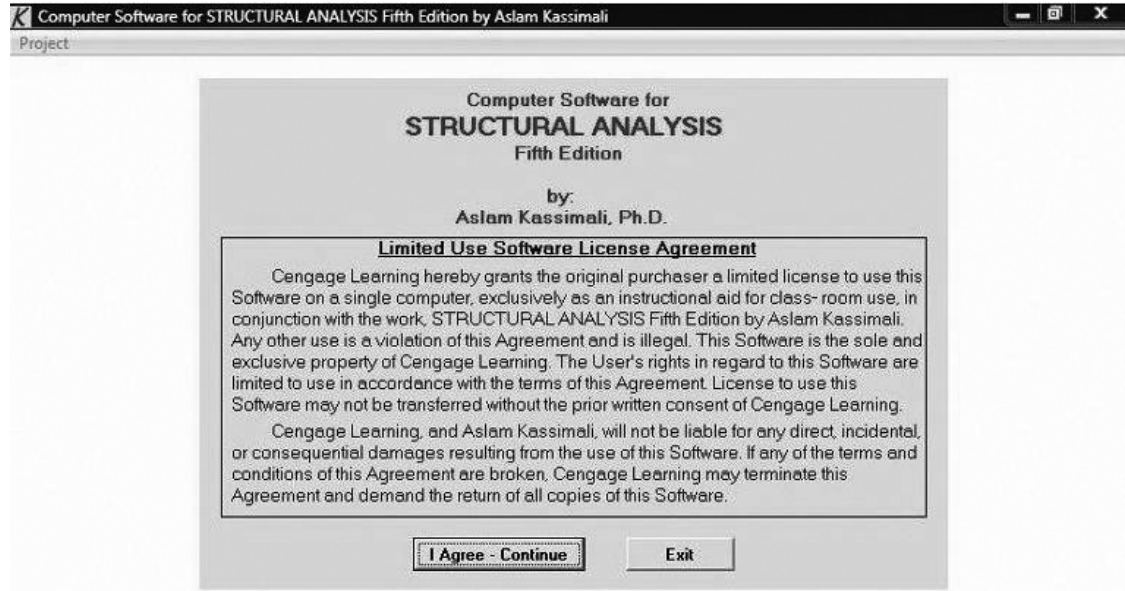 Computer Software for STRUCTURAL ANALYSIS Fifth Edition by Aslam Kassimali
Project
Computer Software for
STRUCTURAL ANALYSIS
Fifth Edition
by:
Aslam Kassimali, Ph.D.
Limited Use Software License Agreement
Cengage Learning hereby grants the original purchaser a limited license to use this
Software on a single computer, exclusively as an instructional aid for class- room use, in
conjunction with the work, STRUCTURAL ANALYSIS Fifth Edition by Aslam Kassimali.
Any other use is a violation of this Agreement and is illegal. This Software is the sole and
exclusive property of Cengage Learning. The User's rights in regard to this Software are
limited to use in accordance with the terms of this Agreement. License to use this
Software may not be transferred without the prior written consent of Cengage Learning.
Cengage Learning, and Aslam Kassimali, will not be liable for any direct, incidental,
or consequential damages resulting from the use of this Software. If any of the terms and
conditions of this Agreement are broken, Cengage Learning may terminate this
Agreement and demand the return of all copies of this Software.
I Agree - Continue
Exit